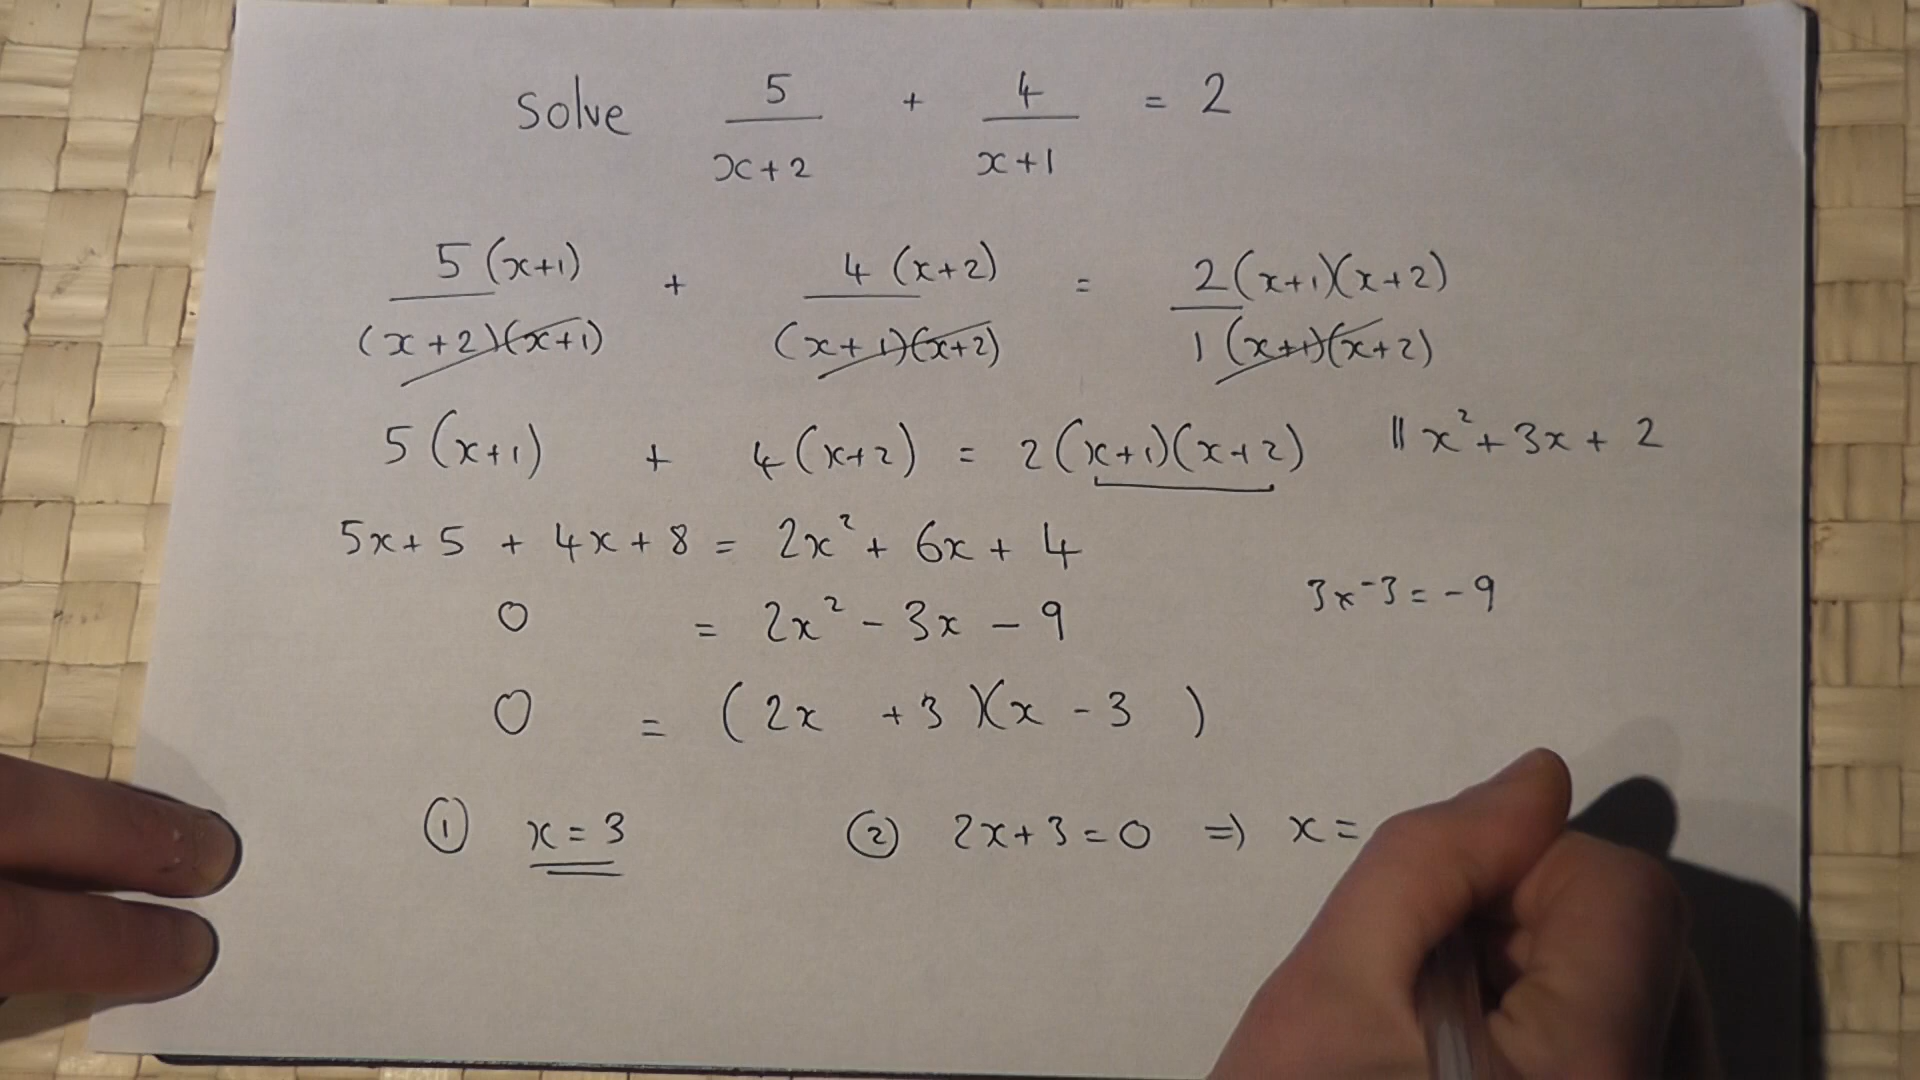 Solve 5/(x+2) + 4/(x+1) = 2
5(x+1)/((x+2)(x+1)) + 4(x+2)/((x+1)(x+2)) = 2(x+1)(x+2)/(1(x+1)(x+2))
5(x+1) + 4(x+2) = 2(x+1)(x+2) || x² + 3x + 2
5x + 5 + 4x + 8 = 2x² + 6x + 4
3x-3 = -9
0 = 2x² - 3x - 9
0 = (2x + 3)(x - 3)
① x = 3 ② 2x + 3 = 0 ⇒ x =